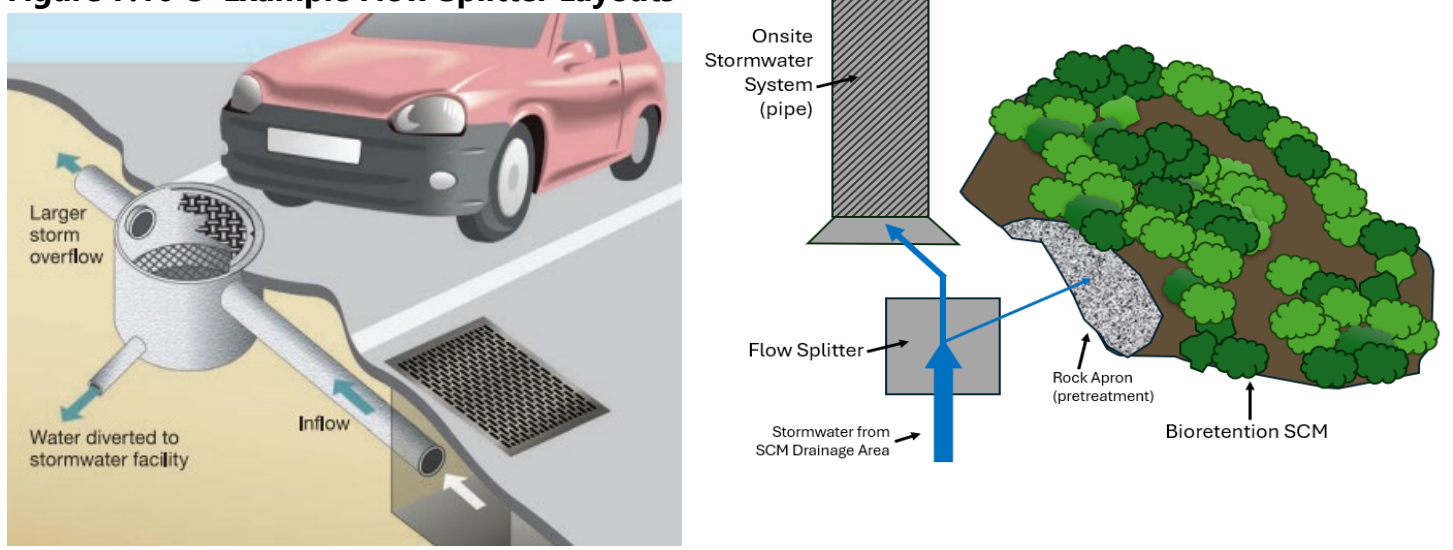 Figure 7.10-3 Example Flow Splitter Layouts
Larger
storm
overflow
Inflow
Water diverted to
stormwater facility
Onsite
Stormwater
System
(pipe)
Flow Splitter
Rock Apron
(pretreatment)
Stormwater from
SCM Drainage Area
Bioretention SCM